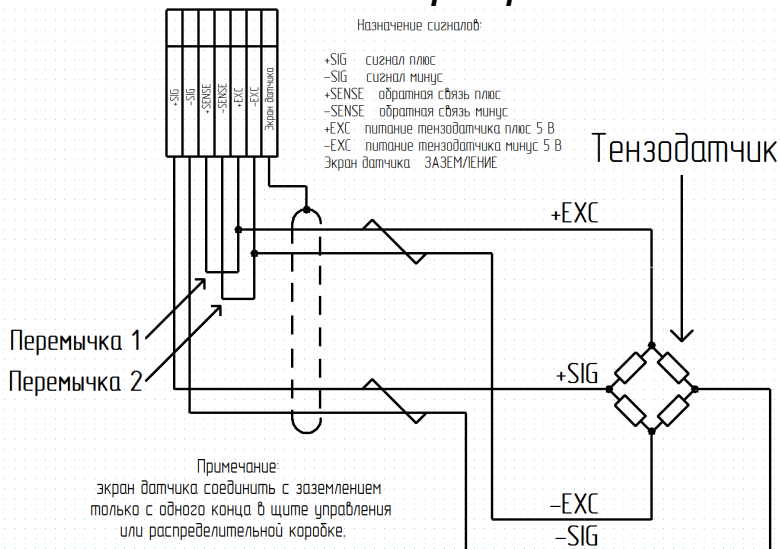 Назначение сигналов:
+SIG сигнал плюс
-SIG сигнал минус
+SENSE обратная связь плюс
-SENSE обратная связь минус
+EXC питание тензодатчика плюс 5 В
-EXC питание тензодатчика минус 5 В
Экран датчика ЗАЗЕМЛЕНИЕ
+SIG
-SIG
+SENSE
-SENSE
+EXC
-EXC
Экран датчика
Тензодатчик
+EXC
Перемычка 1
Перемычка 2
+SIG
-EXC
-SIG
Примечание:
экран датчика соединить с заземлением
только с одного конца в щите управления
или распределительной коробке.